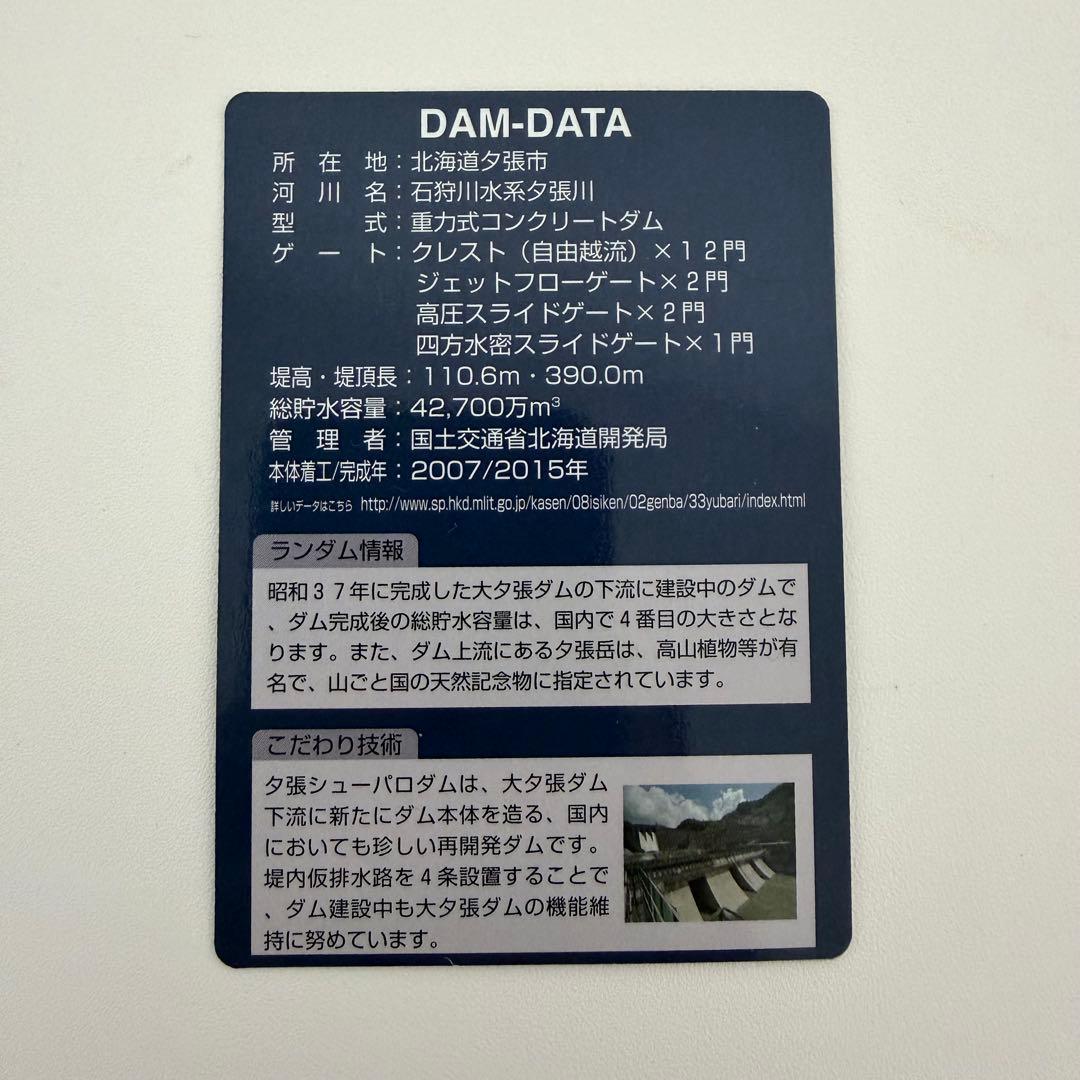 DAM-DATA
所在地：北海道夕張市
河川名：石狩川水系夕張川
型式：重力式コンクリートダム
ゲート：クレスト（自由越流）×１２門
ジェットフローゲート×２門
高圧スライドゲート×２門
四方水密スライドゲート×１門
堤高・堤頂長：110.6m・390.0m
総貯水容量：42,700万m³
管理者：国土交通省北海道開発局
本体着工/完成年：2007/2015年
詳しいデータはこちら http://www.sp.hkd.mlit.go.jp/kasen/08isiken/02genba/33yubari/index.html
ランダム情報
昭和３７年に完成した大夕張ダムの下流に建設中のダムで
、ダム完成後の総貯水容量は、国内で４番目の大きさとな
ります。また、ダム上流にある夕張岳は、高山植物等が有
名で、山ごと国の天然記念物に指定されています。
こだわり技術
夕張シューパロダムは、大夕張ダム
下流に新たにダム本体を造る、国内
においても珍しい再開発ダムです。
堤内仮排水路を４条設置することで
、ダム建設中も大夕張ダムの機能維
持に努めています。